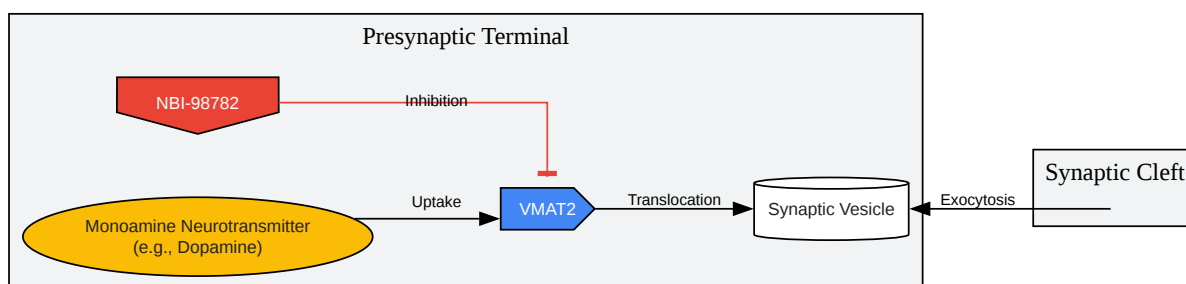 Presynaptic Terminal
NBI-98782
Inhibition
Monoamine Neurotransmitter
(e.g., Dopamine)
Uptake
VMAT2
Translocation
Synaptic Vesicle
Exocytosis
Synaptic Cleft